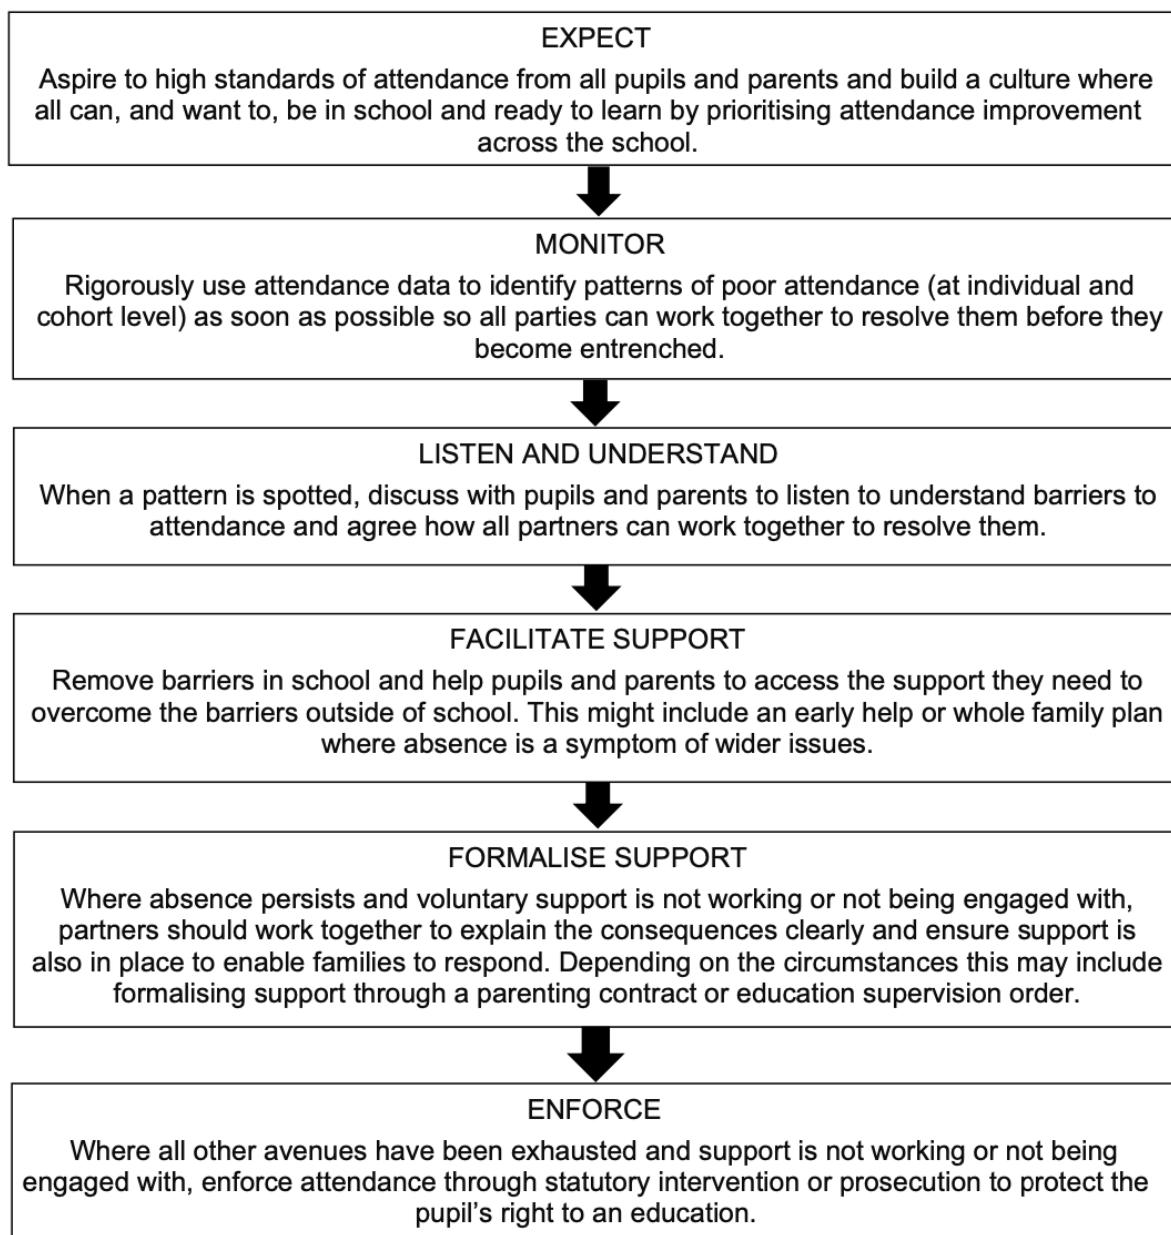 EXPECT
Aspire to high standards of attendance from all pupils and parents and build a culture where
all can, and want to, be in school and ready to learn by prioritising attendance improvement
across the school.
MONITOR
Rigorously use attendance data to identify patterns of poor attendance (at individual and
cohort level) as soon as possible so all parties can work together to resolve them before they
become entrenched.
LISTEN AND UNDERSTAND
When a pattern is spotted, discuss with pupils and parents to listen to understand barriers to
attendance and agree how all partners can work together to resolve them.
FACILITATE SUPPORT
Remove barriers in school and help pupils and parents to access the support they need to
overcome the barriers outside of school. This might include an early help or whole family plan
where absence is a symptom of wider issues.
FORMALISE SUPPORT
Where absence persists and voluntary support is not working or not being engaged with,
partners should work together to explain the consequences clearly and ensure support is
also in place to enable families to respond. Depending on the circumstances this may include
formalising support through a parenting contract or education supervision order.
ENFORCE
Where all other avenues have been exhausted and support is not working or not being
engaged with, enforce attendance through statutory intervention or prosecution to protect the
pupil's right to an education.